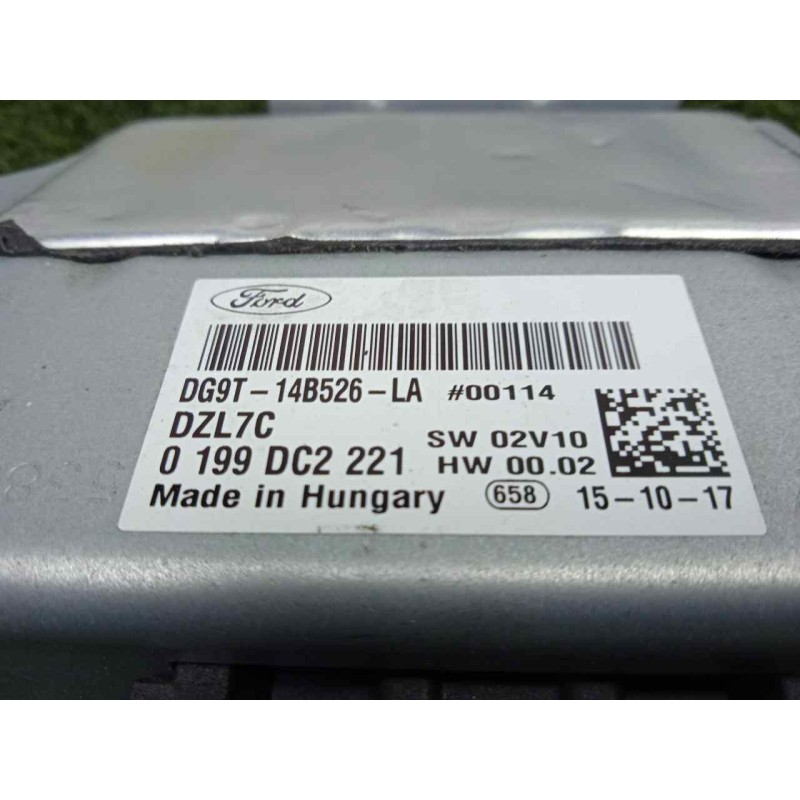 Ford
DG9T-14B526-LA #00114
DZL7C SW 02V10
0 199 DC2 221 HW 00.02
Made in Hungary 658 15-10-17